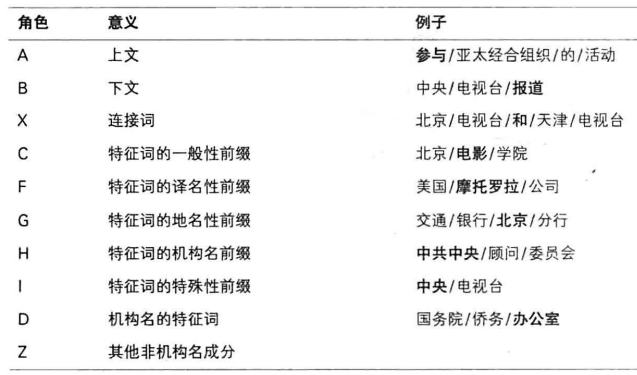 角色 意义 例子
A 上文 参与/亚太经合组织/的/活动
B 下文 中央/电视台/报道
X 连接词 北京/电视台/和/天津/电视台
C 特征词的一般性前缀 北京/电影/学院
F 特征词的译名性前缀 美国/摩托罗拉/公司
G 特征词的地名性前缀 交通/银行/北京/分行
H 特征词的机构名前缀 中共中央/顾问/委员会
I 特征词的特殊性前缀 中央/电视台
D 机构名的特征词 国务院/侨务/办公室
Z 其他非机构名成分